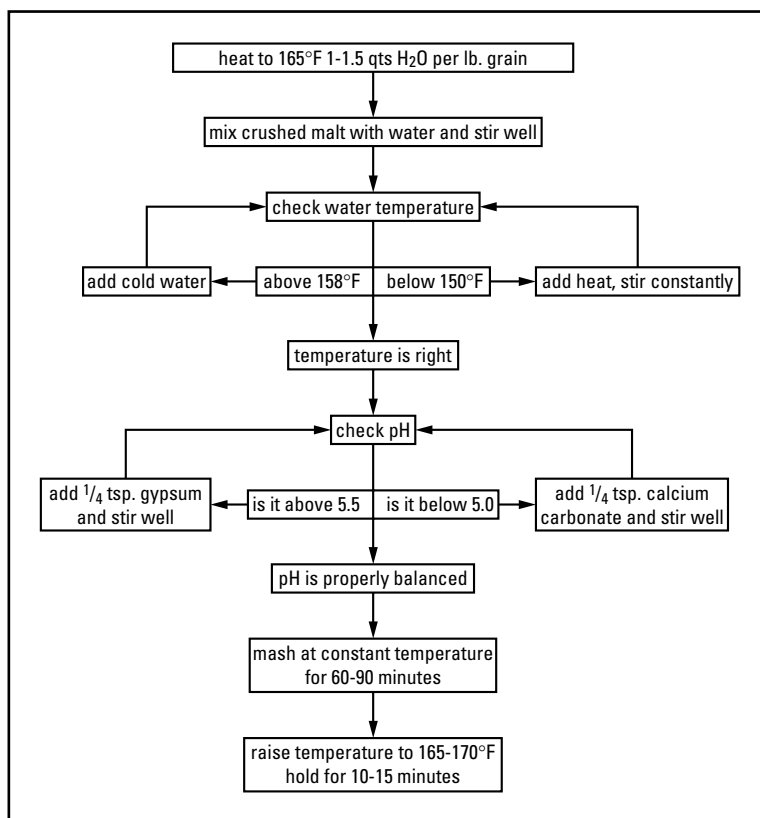 heat to 165°F 1-1.5 qts H₂O per lb. grain
mix crushed malt with water and stir well
check water temperature
add cold water
above 158°F
below 150°F
add heat, stir constantly
temperature is right
check pH
add 1/4 tsp. gypsum
and stir well
is it above 5.5
is it below 5.0
add 1/4 tsp. calcium
carbonate and stir well
pH is properly balanced
mash at constant temperature
for 60-90 minutes
raise temperature to 165-170°F
hold for 10-15 minutes